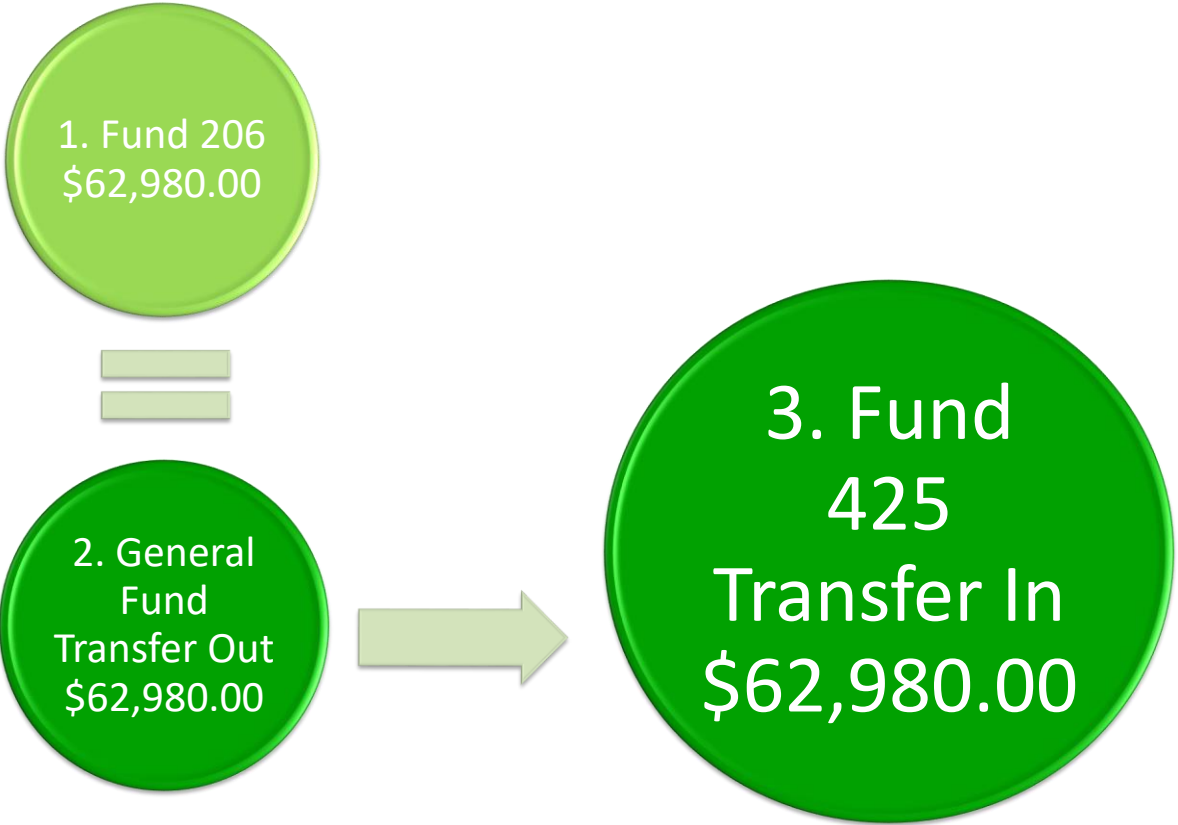 1. Fund 206
$62,980.00
2. General
Fund
Transfer Out
$62,980.00
3. Fund
425
Transfer In
$62,980.00